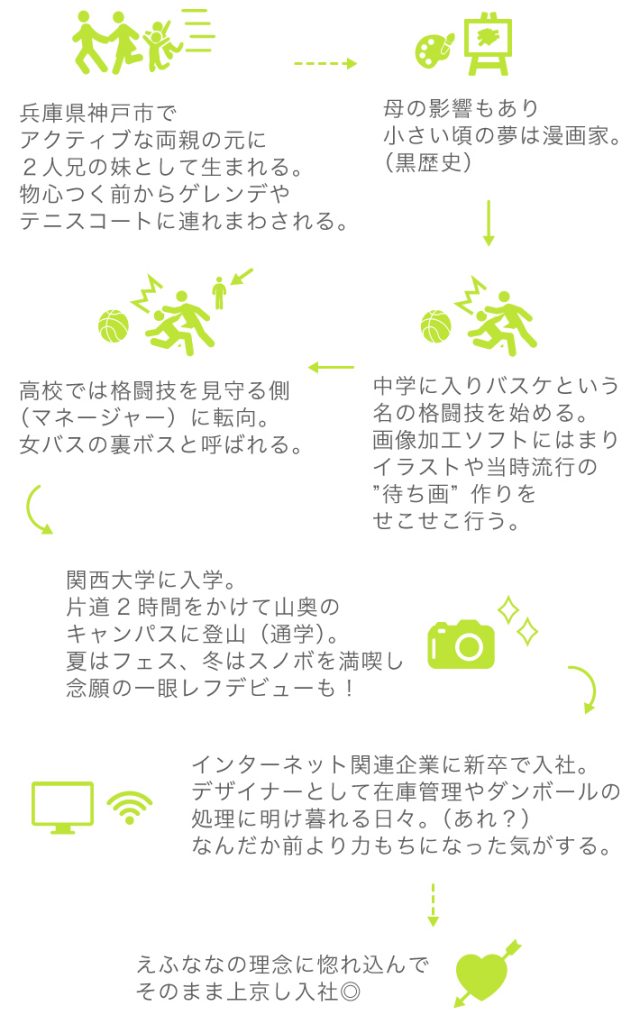 兵庫県神戸市で
アクティブな両親の元に
２人兄の妹として生まれる。
物心つく前からゲレンデや
テニスコートに連れまわされる。
母の影響もあり
小さい頃の夢は漫画家。
（黒歴史）
中学に入りバスケという
名の格闘技を始める。
画像加工ソフトにはまり
イラストや当時流行の
”待ち画”作りを
せこせこ行う。
高校では格闘技を見守る側
（マネージャー）に転向。
女バスの裏ボスと呼ばれる。
関西大学に入学。
片道２時間をかけて山奥の
キャンパスに登山（通学）。
夏はフェス、冬はスノボを満喫し
念願の一眼レフデビューも！
インターネット関連企業に新卒で入社。
デザイナーとして在庫管理やダンボールの
処理に明け暮れる日々。（あれ？）
なんだか前より力もちになった気がする。
えふななの理念に惚れ込んで
そのまま上京し入社◎